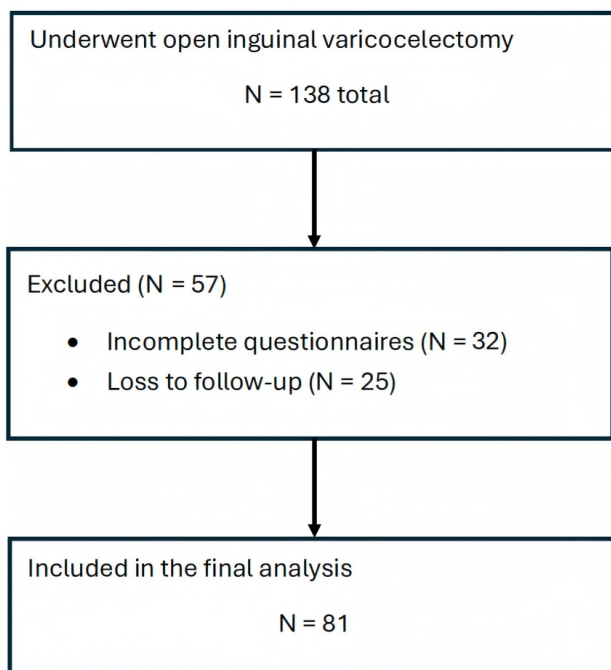 Underwent open inguinal varicocelectomy
N = 138 total
Excluded (N = 57)
• Incomplete questionnaires (N = 32)
• Loss to follow-up (N = 25)
Included in the final analysis
N = 81